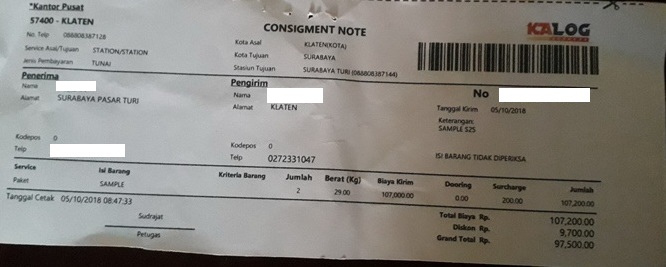 *Kantor Pusat
57400 - KLATEN
No. Telp 088808387128
Service Asal/Tujuan STATION/STATION
Jenis Pembayaran TUNAI
CONSIGNMENT NOTE
Kota Asal KLATEN(KOTA)
Kota Tujuan SURABAYA
Stasiun Tujuan SURABAYA TURI (088808387144)
KALOG
EXPRESS
Penerima
Nama
Alamat SURABAYA PASAR TURI
Kodepos 0
Telp
Pengirim
Nama
Alamat KLATEN
Kodepos 0
Telp 0272331047
No
Tanggal Kirim 05/10/2018
Keterangan:
SAMPLE S2S
ISI BARANG TIDAK DIPERIKSA
Service Isi Barang Kriteria Barang Jumlah Berat (Kg) Biaya Kirim Dooring Surcharge Jumlah
Paket SAMPLE 2 29.00 107,000.00 0.00 200.00 107,200.00
Tanggal Cetak 05/10/2018 08:47:33
Total Biaya Rp. 107,200.00
Diskon Rp. 9,700.00
Grand Total Rp. 97,500.00
Sudrajat
Petugas